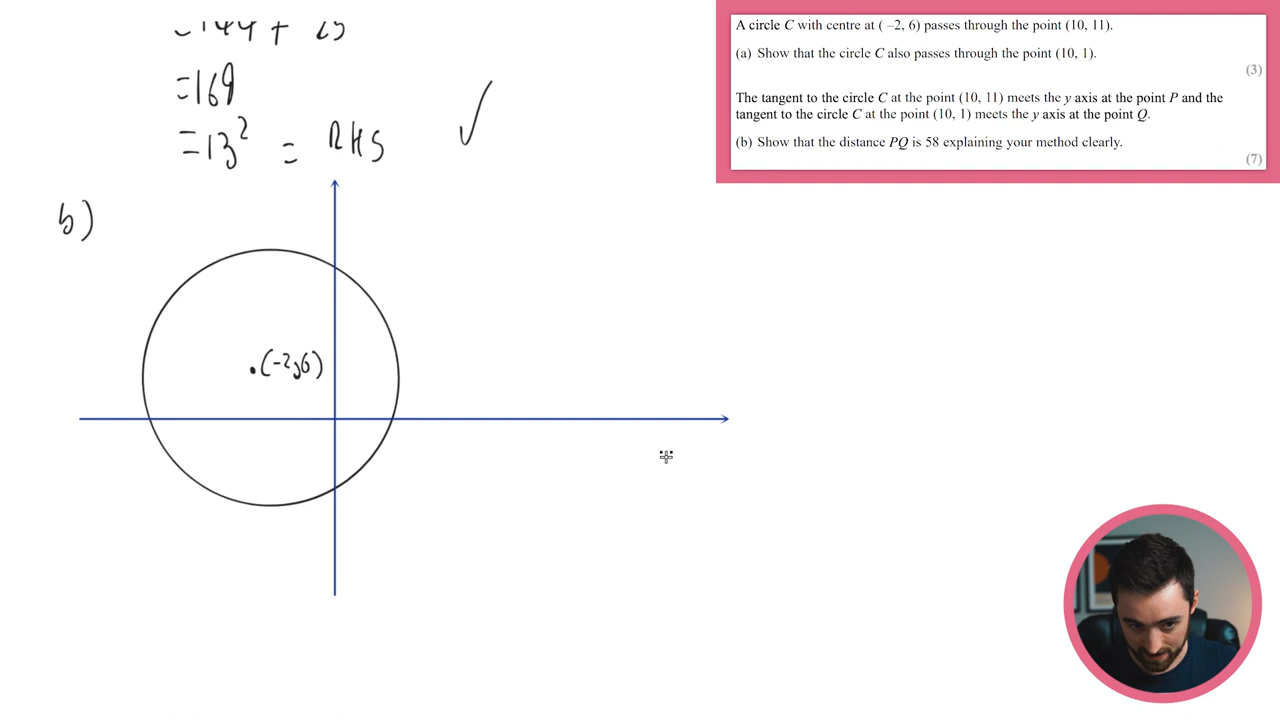 = 144 + 25
=169
=13² = RHS
A circle C with centre at ( –2, 6) passes through the point (10, 11).
(a) Show that the circle C also passes through the point (10, 1).
(3)
The tangent to the circle C at the point (10, 11) meets the y axis at the point P and the
tangent to the circle C at the point (10, 1) meets the y axis at the point Q.
(b) Show that the distance PQ is 58 explaining your method clearly.
(7)
b)
(-2,6)